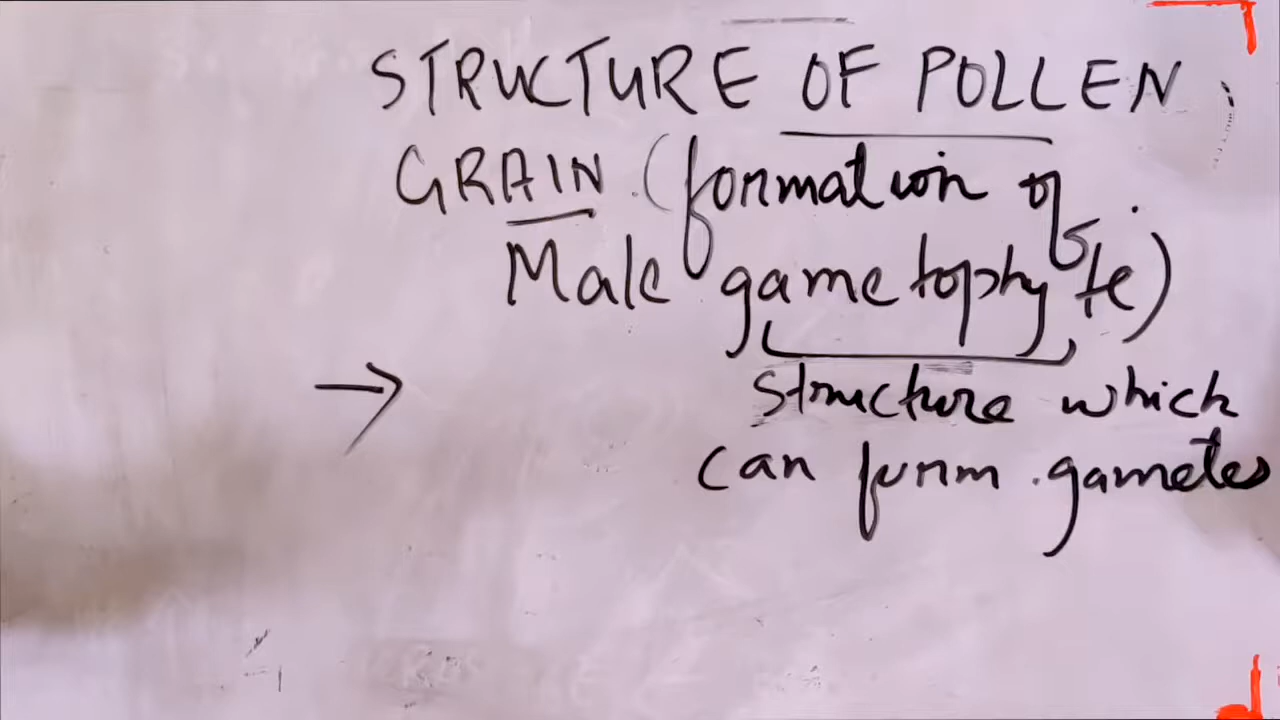 STRUCTURE OF POLLEN
GRAIN (formation of
Male gametophyte)
structure which
can form gametes